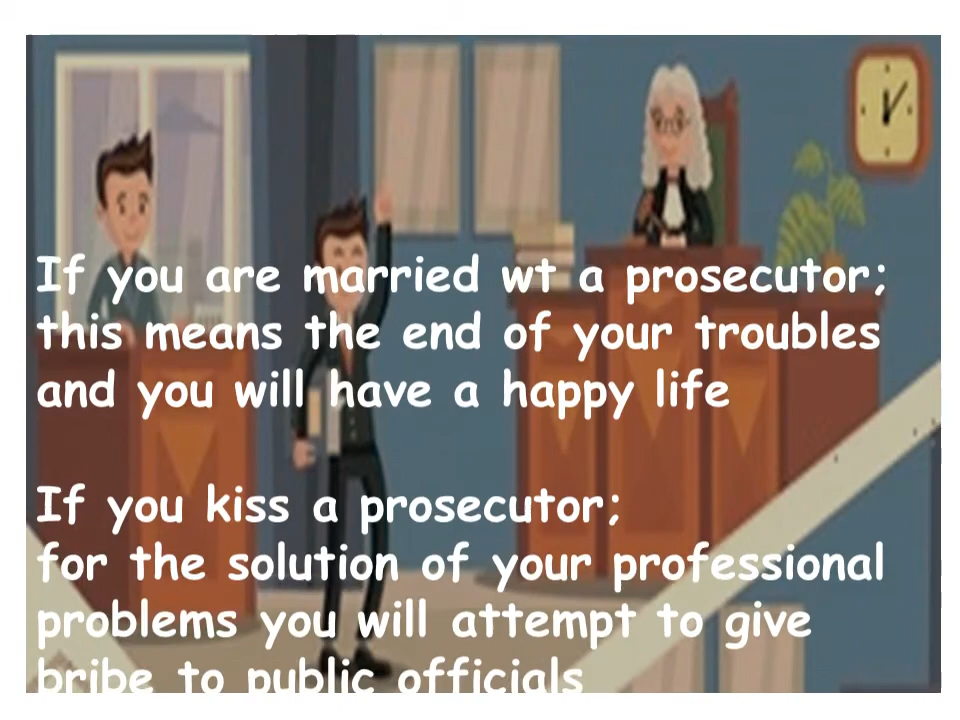 If you are married wt a prosecutor;
this means the end of your troubles
and you will have a happy life
If you kiss a prosecutor;
for the solution of your professional
problems you will attempt to give
bribe to public officials